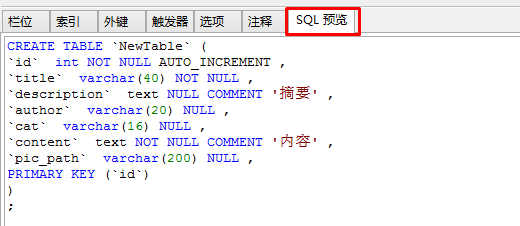 栏位 索引 外键 触发器 选项 注释 SQL 预览
CREATE TABLE `NewTable` (
`id`  int NOT NULL AUTO_INCREMENT ,
`title`  varchar(40) NOT NULL ,
`description`  text NULL COMMENT '摘要' ,
`author`  varchar(20) NULL ,
`cat`  varchar(16) NULL ,
`content`  text NOT NULL COMMENT '内容' ,
`pic_path`  varchar(200) NULL ,
PRIMARY KEY (`id`)
)
;